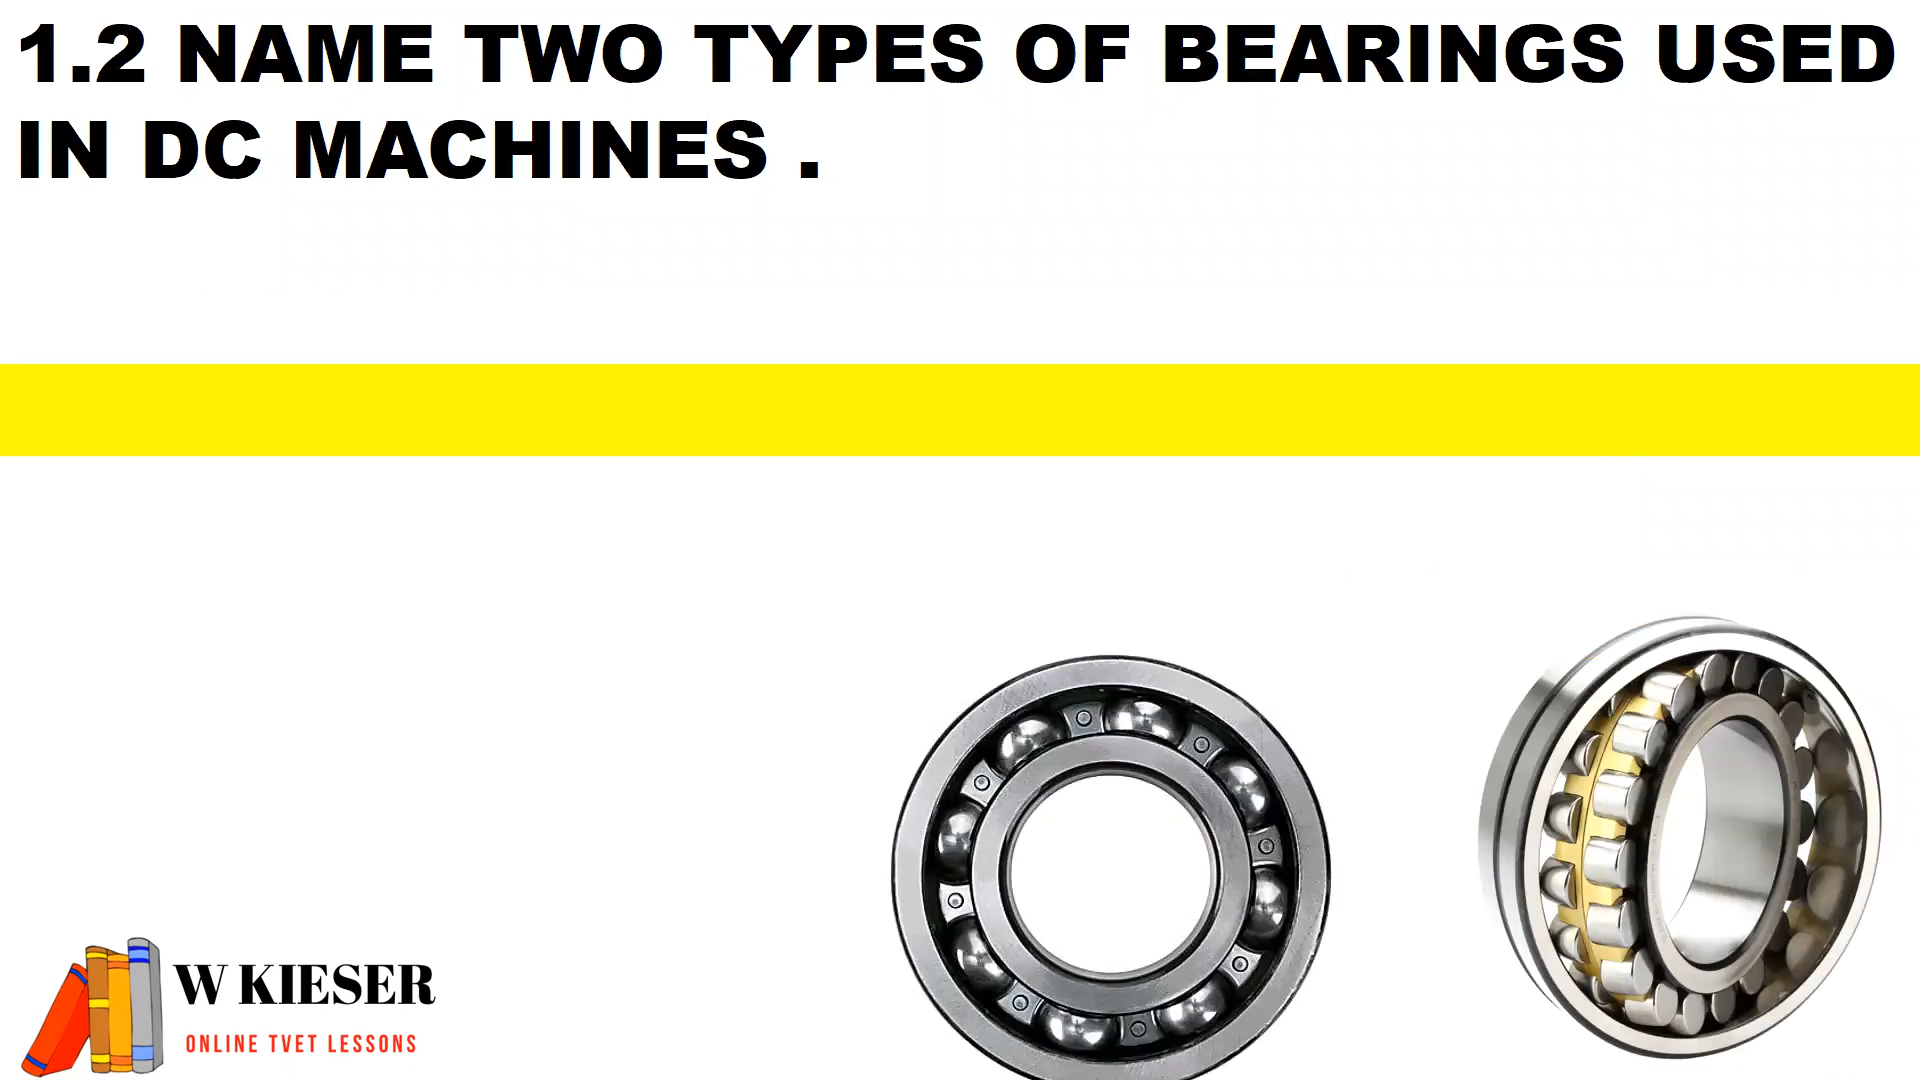 1.2 NAME TWO TYPES OF BEARINGS USED
IN DC MACHINES .
W KIESER
ONLINE TVET LESSONS